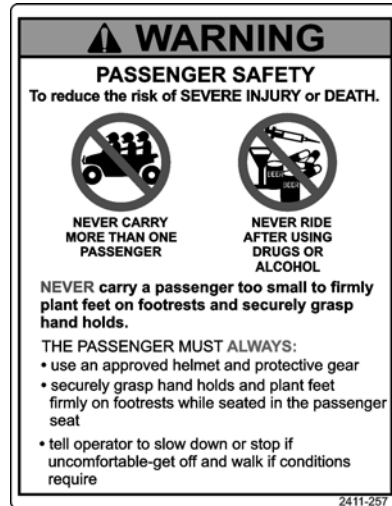 WARNING
PASSENGER SAFETY
To reduce the risk of SEVERE INJURY or DEATH.
NEVER CARRY
MORE THAN ONE
PASSENGER
BEER
BEER
NEVER RIDE
AFTER USING
DRUGS OR
ALCOHOL
NEVER carry a passenger too small to firmly
plant feet on footrests and securely grasp
hand holds.
THE PASSENGER MUST ALWAYS:
• use an approved helmet and protective gear
• securely grasp hand holds and plant feet
firmly on footrests while seated in the passenger
seat
• tell operator to slow down or stop if
uncomfortable-get off and walk if conditions
require
2411-257